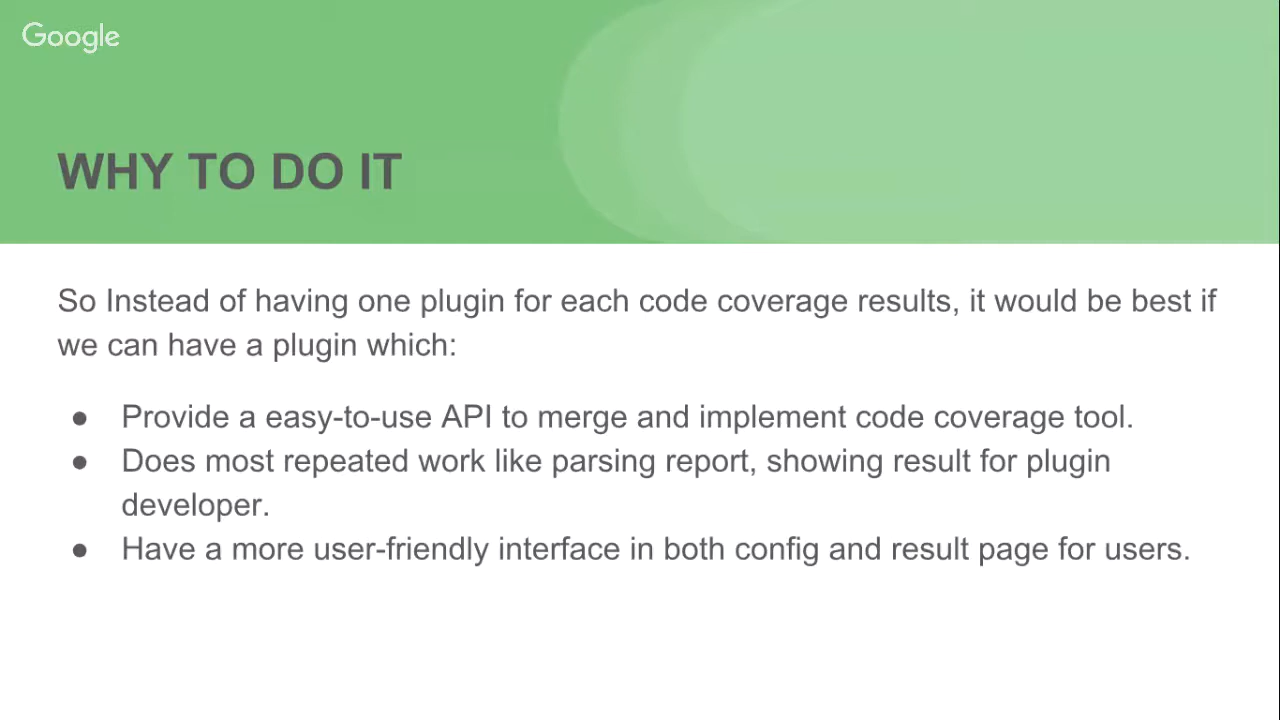 Google
WHY TO DO IT
So Instead of having one plugin for each code coverage results, it would be best if
we can have a plugin which:
● Provide a easy-to-use API to merge and implement code coverage tool.
● Does most repeated work like parsing report, showing result for plugin
developer.
● Have a more user-friendly interface in both config and result page for users.